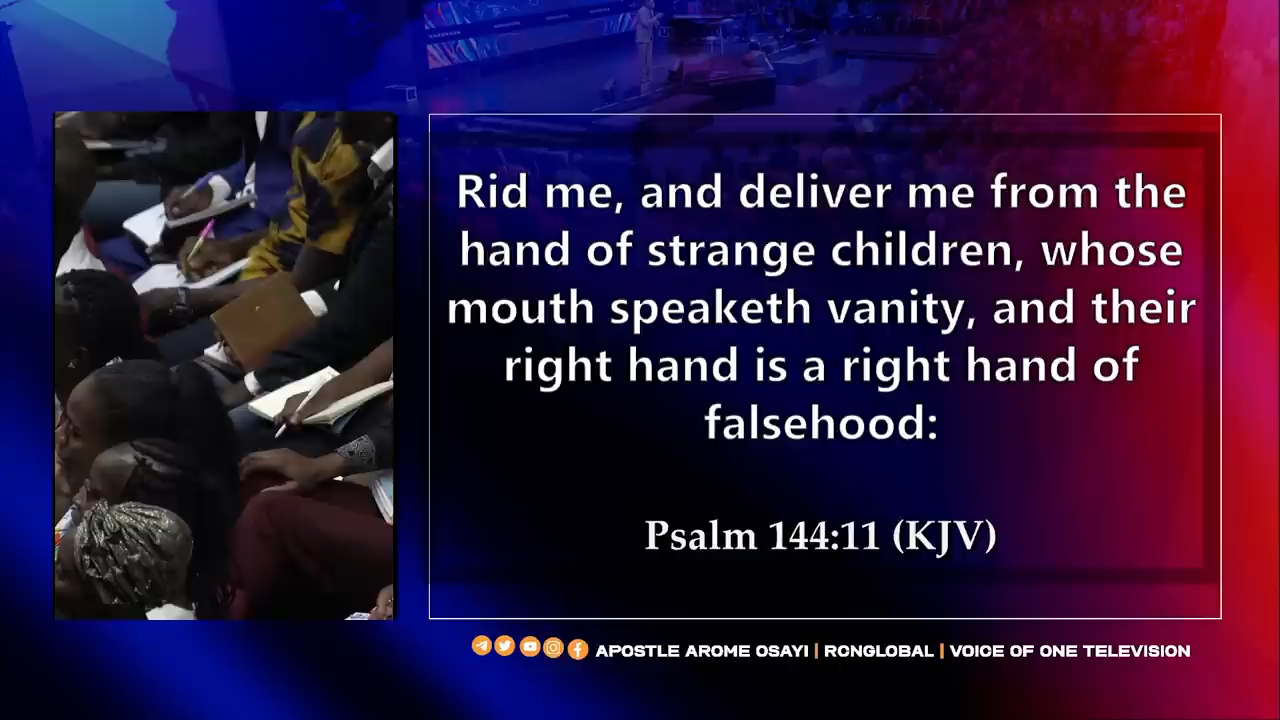 Rid me, and deliver me from the
hand of strange children, whose
mouth speaketh vanity, and their
right hand is a right hand of
falsehood:
Psalm 144:11 (KJV)
APOSTLE AROME OSAYI | RCNGLOBAL | VOICE OF ONE TELEVISION